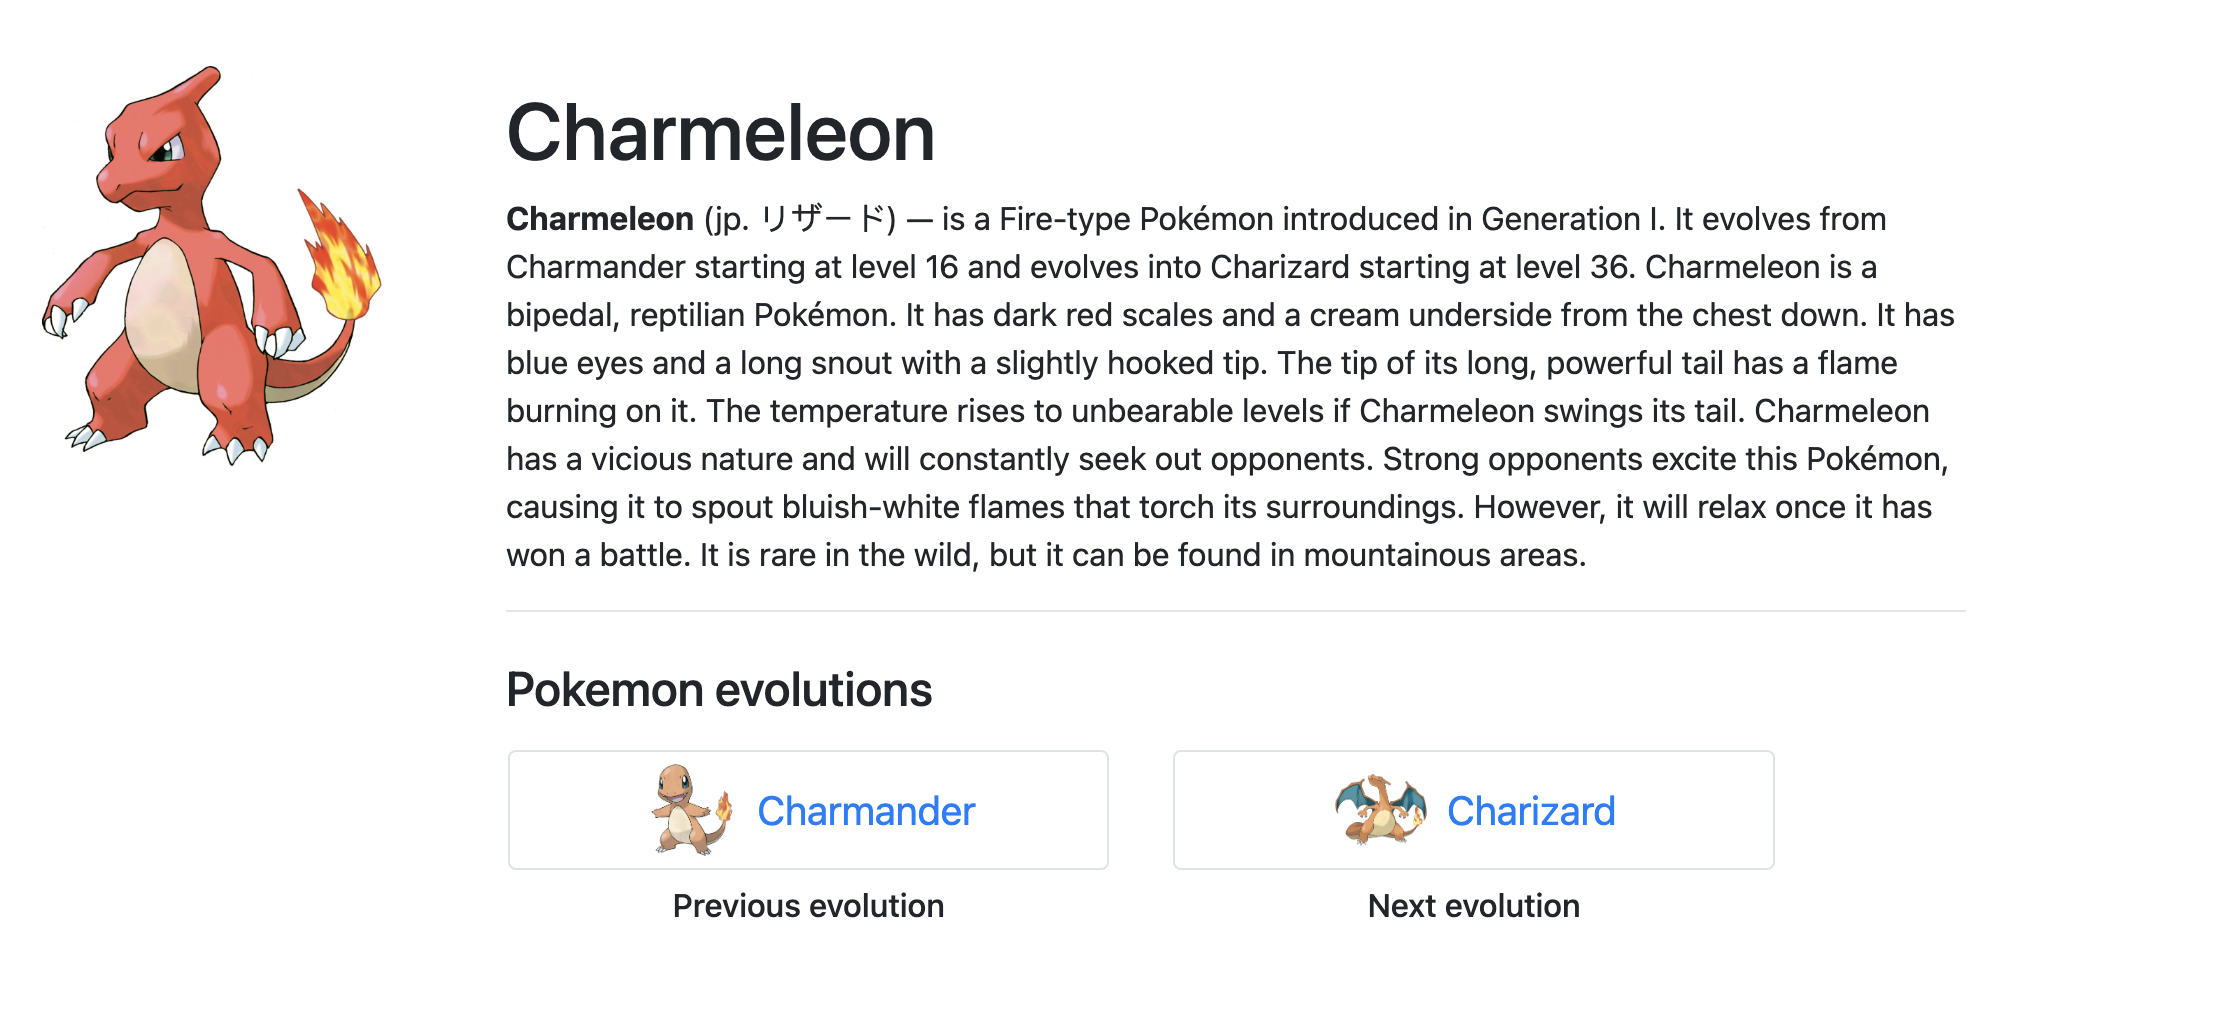 Charmeleon
Charmeleon (jp. リザード) — is a Fire-type Pokémon introduced in Generation I. It evolves from
Charmander starting at level 16 and evolves into Charizard starting at level 36. Charmeleon is a
bipedal, reptilian Pokémon. It has dark red scales and a cream underside from the chest down. It has
blue eyes and a long snout with a slightly hooked tip. The tip of its long, powerful tail has a flame
burning on it. The temperature rises to unbearable levels if Charmeleon swings its tail. Charmeleon
has a vicious nature and will constantly seek out opponents. Strong opponents excite this Pokémon,
causing it to spout bluish-white flames that torch its surroundings. However, it will relax once it has
won a battle. It is rare in the wild, but it can be found in mountainous areas.
Pokemon evolutions
Charmander
Previous evolution
Charizard
Next evolution